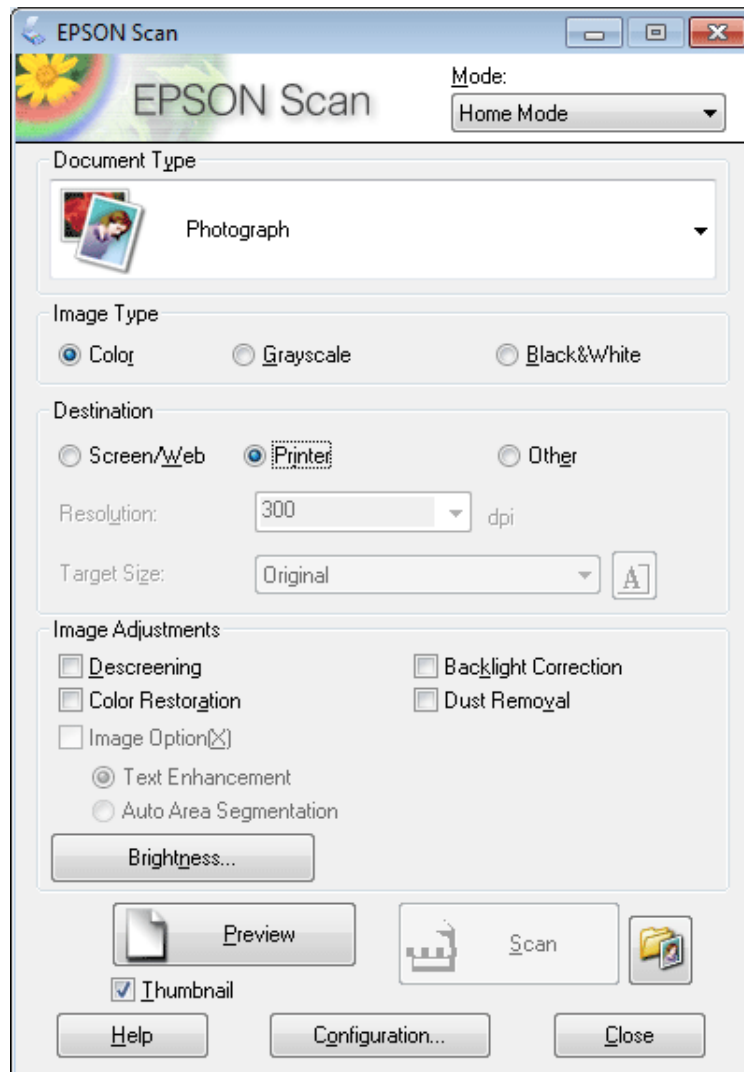 EPSON Scan
EPSON Scan
Mode:
Home Mode
Document Type
Photograph
Image Type
Color Grayscale Black&White
Destination
Screen/Web Printer Other
Resolution: 300 dpi
Target Size: Original A
Image Adjustments
Descreening Backlight Correction
Color Restoration Dust Removal
Image Option(X)
Text Enhancement
Auto Area Segmentation
Brightness...
Preview Scan
Thumbnail
Help Configuration... Close